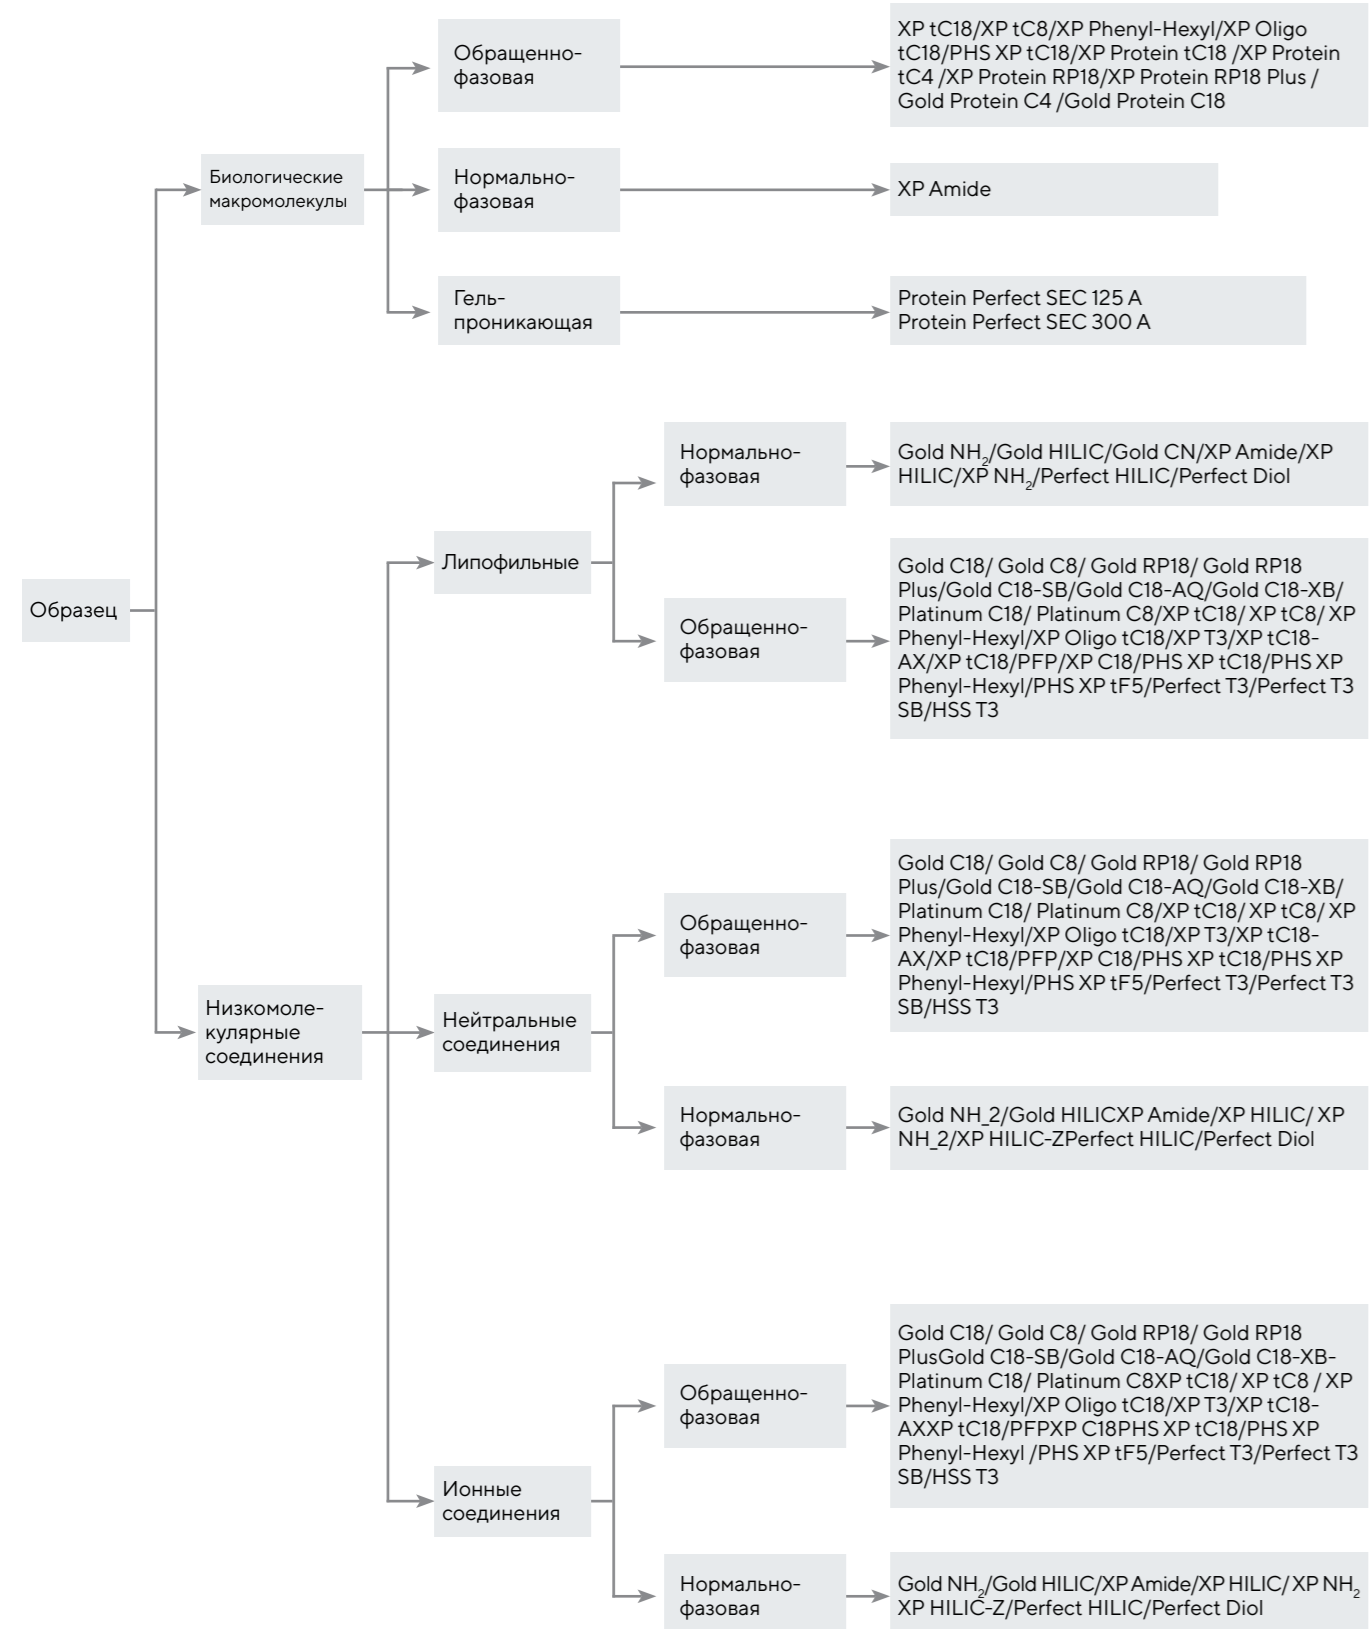 Образец
Биологические
макромолекулы
Обращенно-
фазовая
XP tC18/XP tC8/XP Phenyl-Hexyl/XP Oligo
tC18/PHS XP tC18/XP Protein tC18 /XP Protein
tC4 /XP Protein RP18/XP Protein RP18 Plus /
Gold Protein C4 /Gold Protein C18
Нормально-
фазовая
XP Amide
Гель-
проникающая
Protein Perfect SEC 125 A
Protein Perfect SEC 300 A
Низкомоле-
кулярные
соединения
Липофильные
Нормально-
фазовая
Gold NH₂/Gold HILIC/Gold CN/XP Amide/XP
HILIC/XP NH₂/Perfect HILIC/Perfect Diol
Обращенно-
фазовая
Gold C18/ Gold C8/ Gold RP18/ Gold RP18
Plus/Gold C18-SB/Gold C18-AQ/Gold C18-XB/
Platinum C18/ Platinum C8/XP tC18/ XP tC8/ XP
Phenyl-Hexyl/XP Oligo tC18/XP T3/XP tC18-
AX/XP tC18/PFP/XP C18/PHS XP tC18/PHS XP
Phenyl-Hexyl/PHS XP tF5/Perfect T3/Perfect T3
SB/HSS T3
Нейтральные
соединения
Обращенно-
фазовая
Gold C18/ Gold C8/ Gold RP18/ Gold RP18
Plus/Gold C18-SB/Gold C18-AQ/Gold C18-XB/
Platinum C18/ Platinum C8/XP tC18/ XP tC8/ XP
Phenyl-Hexyl/XP Oligo tC18/XP T3/XP tC18-
AX/XP tC18/PFP/XP C18/PHS XP tC18/PHS XP
Phenyl-Hexyl/PHS XP tF5/Perfect T3/Perfect T3
SB/HSS T3
Нормально-
фазовая
Gold NH_2/Gold HILICXP Amide/XP HILIC/ XP
NH_2/XP HILIC-ZPerfect HILIC/Perfect Diol
Ионные
соединения
Обращенно-
фазовая
Gold C18/ Gold C8/ Gold RP18/ Gold RP18
PlusGold C18-SB/Gold C18-AQ/Gold C18-XB-
Platinum C18/ Platinum C8XP tC18/ XP tC8 / XP
Phenyl-Hexyl/XP Oligo tC18/XP T3/XP tC18-
AXXP tC18/PFPXP C18PHS XP tC18/PHS XP
Phenyl-Hexyl /PHS XP tF5/Perfect T3/Perfect T3
SB/HSS T3
Нормально-
фазовая
Gold NH₂/Gold HILIC/XP Amide/XP HILIC/ XP NH₂
XP HILIC-Z/Perfect HILIC/Perfect Diol